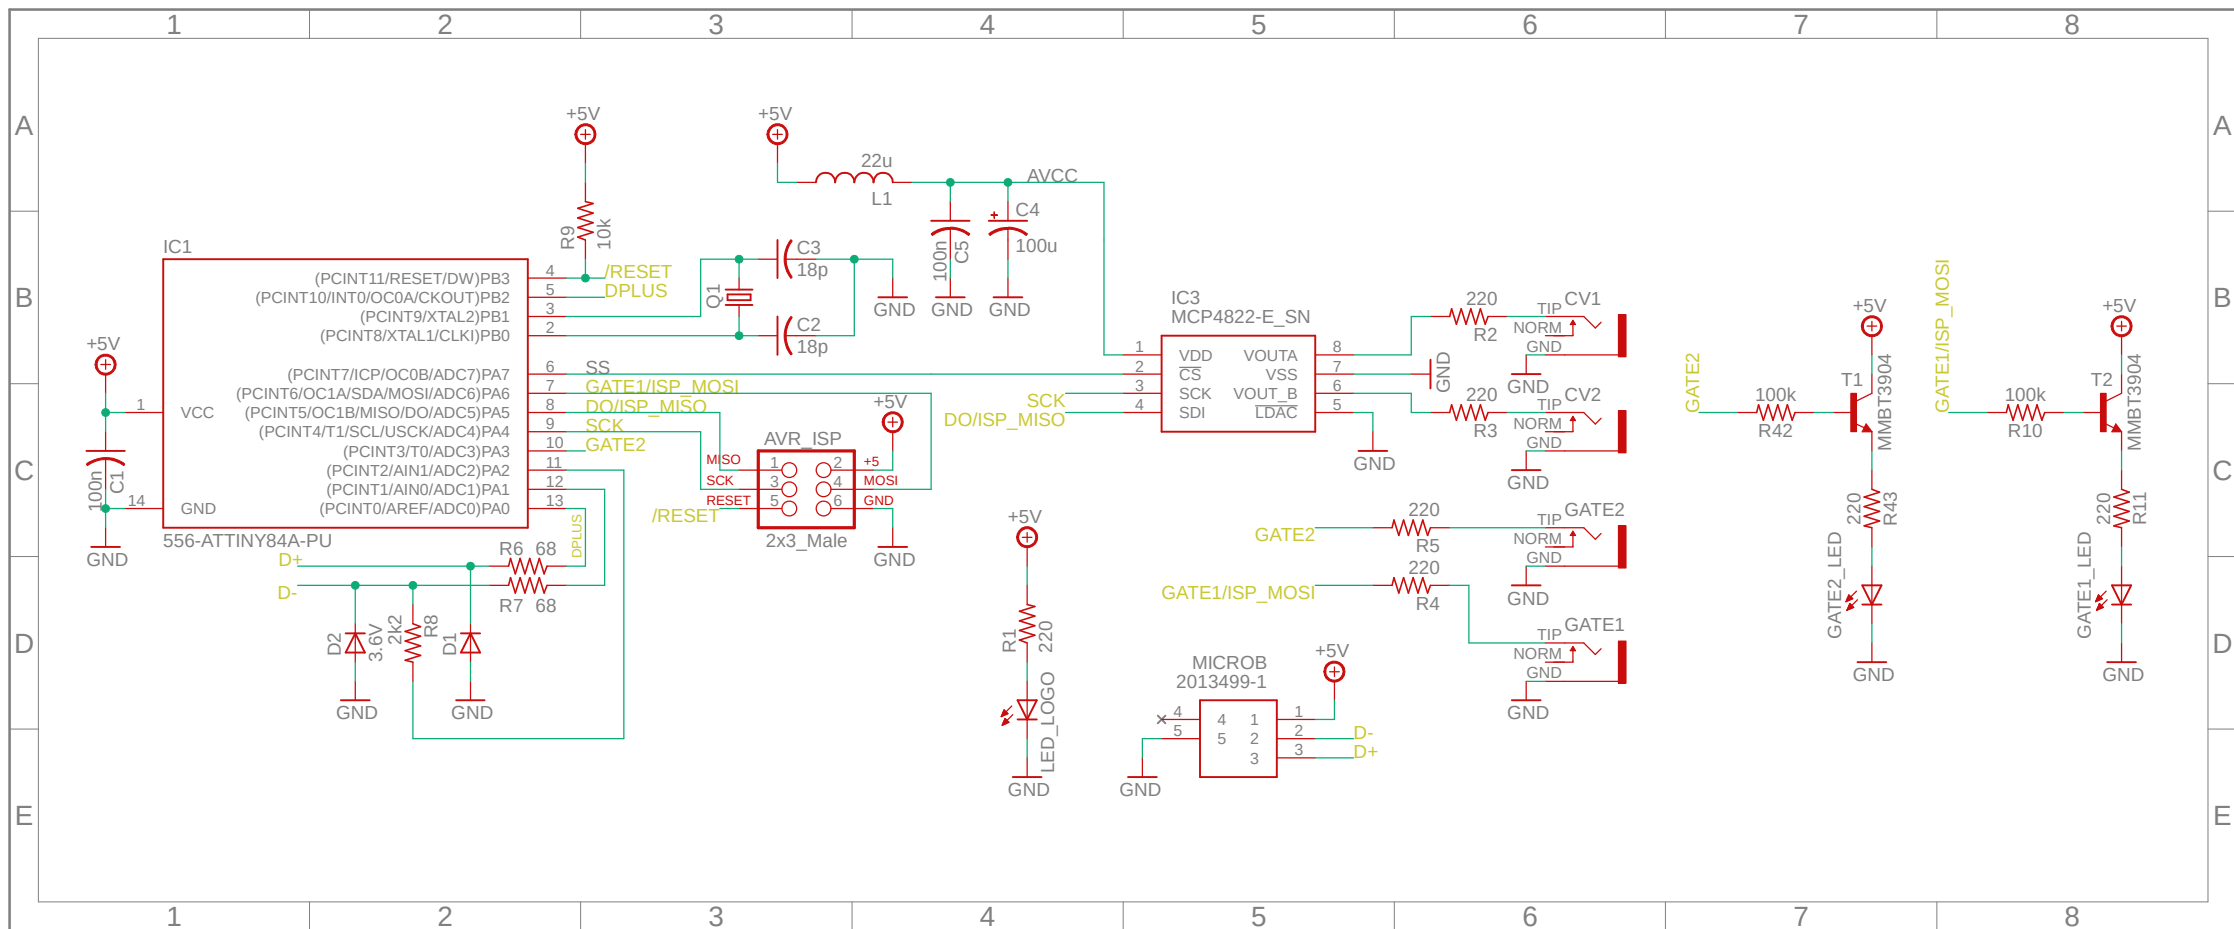 1 2 3 4 5 6 7 8
A A
B B
C C
D D
E E
1 2 3 4 5 6 7 8
IC1
(PCINT11/RESET/DW)PB3 4 /RESET
(PCINT10/INT0/OC0A/CKOUT)PB2 5 DPLUS
(PCINT9/XTAL2)PB1 3
(PCINT8/XTAL1/CLKI)PB0 2
(PCINT7/ICP/OC0B/ADC7)PA7 6 SS
(PCINT6/OC1A/SDA/MOSI/ADC6)PA6 7 GATE1/ISP_MOSI
(PCINT5/OC1B/MISO/DO/ADC5)PA5 8 DO/ISP_MISO
(PCINT4/T1/SCL/USCK/ADC4)PA4 9 SCK
(PCINT3/T0/ADC3)PA3 10 GATE2
(PCINT2/AIN1/ADC2)PA2 11
(PCINT1/AIN0/ADC1)PA1 12
(PCINT0/AREF/ADC0)PA0 13
1 VCC
14 GND
556-ATTINY84A-PU
+5V
100n
C1
GND
+5V
R9
10k
DPLUS
D+
D-
R6 68
R7 68
D2
3.6V
2k2
R8
D1
GND
GND
+5V
22u
L1
AVCC
100n
C5
GND
C4
+
100u
GND
C3
18p
Q1
C2
18p
GND
AVR_ISP
+5V
MISO 1 2 +5
SCK 3 4 MOSI
RESET 5 6 GND
/RESET
2x3_Male
GND
+5V
R1
220
LED_LOGO
GND
IC3
MCP4822-E_SN
1 VDD VOUTA 8
2 CS VSS 7
3 SCK VOUT_B 6
4 SDI LDAC 5
SCK
DO/ISP_MISO
GND
GND
220
R2
TIP CV1
NORM
GND
GND
220
R3
TIP CV2
NORM
GND
GND
GATE2
220
R5
TIP GATE2
NORM
GND
GND
GATE1/ISP_MOSI
220
R4
TIP GATE1
NORM
GND
GND
MICROB
2013499-1
+5V
4 4 1 1
5 5 2 2 D-
3 3 D+
GND
GATE2
100k
R42
+5V
T1
MMBT3904
220
R43
GATE2_LED
GND
GATE1/ISP_MOSI
100k
R10
+5V
T2
MMBT3904
220
R11
GATE1_LED
GND